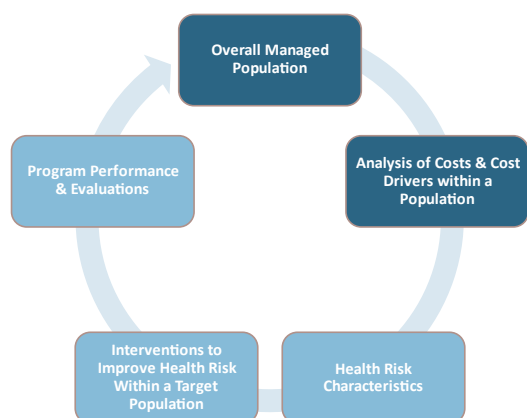 Overall Managed
Population
Analysis of Costs & Cost
Drivers within a
Population
Health Risk
Characteristics
Interventions to
Improve Health Risk
Within a Target
Population
Program Performance
& Evaluations